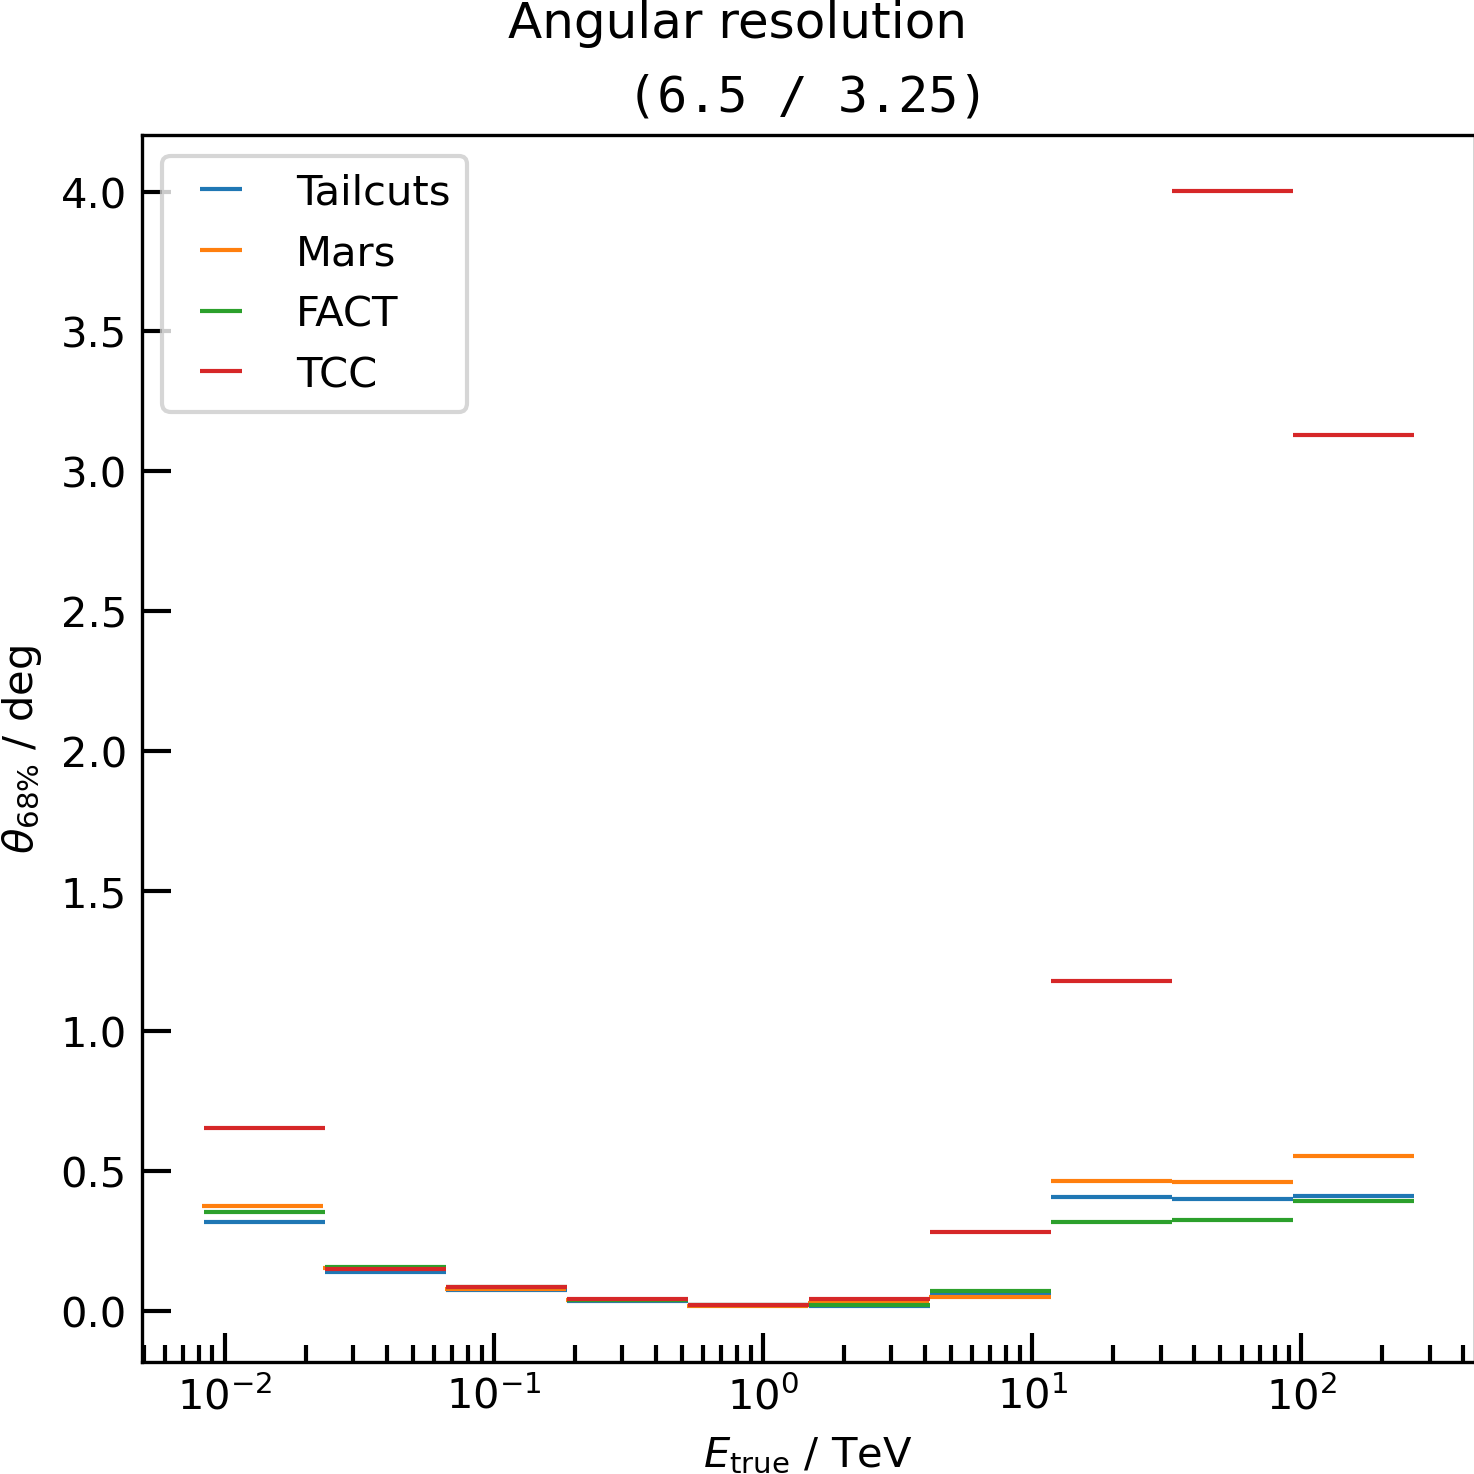 Angular resolution
(6.5 / 3.25)
Tailcuts
Mars
FACT
TCC
4.0
3.5
3.0
2.5
2.0
1.5
1.0
0.5
0.0
θ68% / deg
10⁻² 10⁻¹ 10⁰ 10¹ 10²
Etrue / TeV